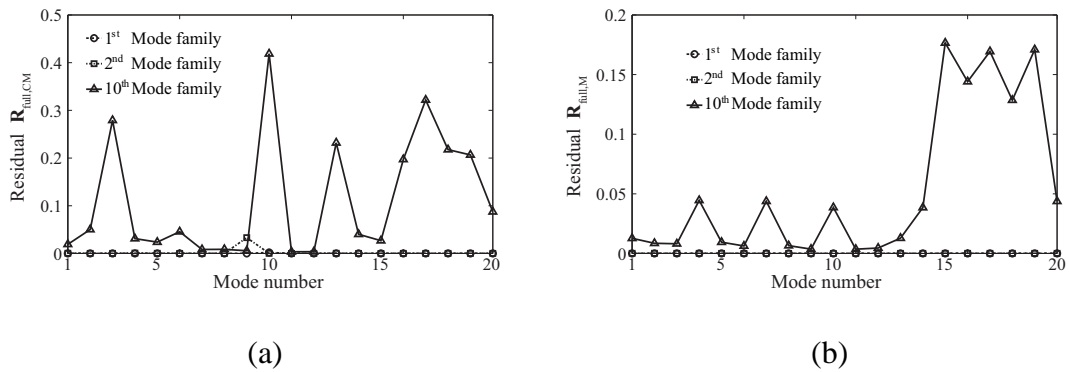 0.5
0.4
0.3
0.2
0.1
0
1st Mode family
2nd Mode family
10th Mode family
Residual R full,CM
1 5 10 15 20
Mode number
(a)
0.2
0.15
0.1
0.05
0
1st Mode family
2nd Mode family
10th Mode family
Residual R full,M
1 5 10 15 20
Mode number
(b)